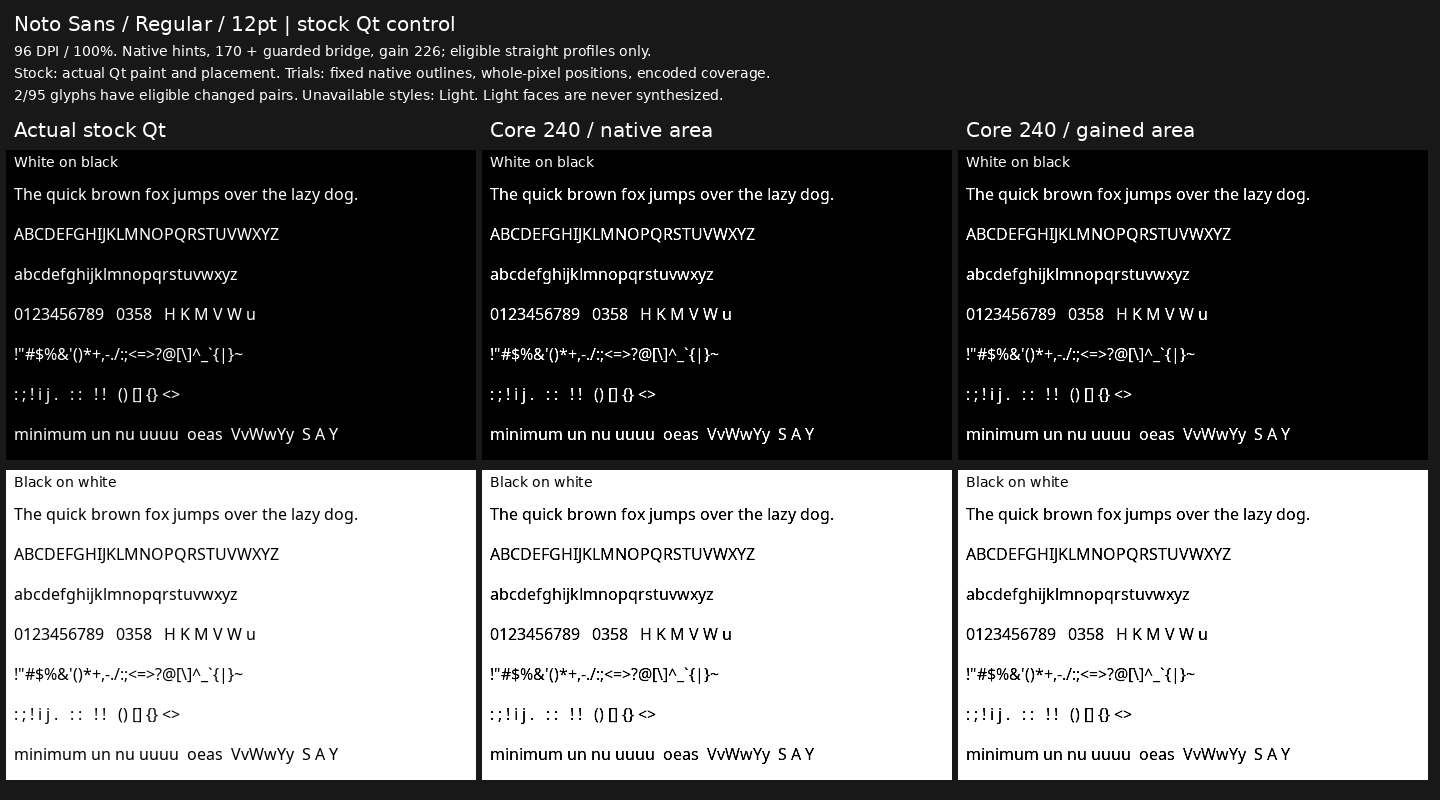 Noto Sans / Regular / 12pt | stock Qt control
96 DPI / 100%. Native hints, 170 + guarded bridge, gain 226; eligible straight profiles only.
Stock: actual Qt paint and placement. Trials: fixed native outlines, whole-pixel positions, encoded coverage.
2/95 glyphs have eligible changed pairs. Unavailable styles: Light. Light faces are never synthesized.
Actual stock Qt
White on black
The quick brown fox jumps over the lazy dog.
ABCDEFGHIJKLMNOPQRSTUVWXYZ
abcdefghijklmnopqrstuvwxyz
0123456789   0358   H K M V W u
!"#$%&'()*+,-./:;<=>?@[\]^_`{|}~
: ; ! i j .   : :   ! !   () [] {} <>
minimum un nu uuuu  oeas  VvWwYy  S A Y
Black on white
The quick brown fox jumps over the lazy dog.
ABCDEFGHIJKLMNOPQRSTUVWXYZ
abcdefghijklmnopqrstuvwxyz
0123456789   0358   H K M V W u
!"#$%&'()*+,-./:;<=>?@[\]^_`{|}~
: ; ! i j .   : :   ! !   () [] {} <>
minimum un nu uuuu  oeas  VvWwYy  S A Y
Core 240 / native area
White on black
The quick brown fox jumps over the lazy dog.
ABCDEFGHIJKLMNOPQRSTUVWXYZ
abcdefghijklmnopqrstuvwxyz
0123456789   0358   H K M V W u
!"#$%&'()*+,-./:;<=>?@[\]^_`{|}~
: ; ! i j .   : :   ! !   () [] {} <>
minimum un nu uuuu  oeas  VvWwYy  S A Y
Black on white
The quick brown fox jumps over the lazy dog.
ABCDEFGHIJKLMNOPQRSTUVWXYZ
abcdefghijklmnopqrstuvwxyz
0123456789   0358   H K M V W u
!"#$%&'()*+,-./:;<=>?@[\]^_`{|}~
: ; ! i j .   : :   ! !   () [] {} <>
minimum un nu uuuu  oeas  VvWwYy  S A Y
Core 240 / gained area
White on black
The quick brown fox jumps over the lazy dog.
ABCDEFGHIJKLMNOPQRSTUVWXYZ
abcdefghijklmnopqrstuvwxyz
0123456789   0358   H K M V W u
!"#$%&'()*+,-./:;<=>?@[\]^_`{|}~
: ; ! i j .   : :   ! !   () [] {} <>
minimum un nu uuuu  oeas  VvWwYy  S A Y
Black on white
The quick brown fox jumps over the lazy dog.
ABCDEFGHIJKLMNOPQRSTUVWXYZ
abcdefghijklmnopqrstuvwxyz
0123456789   0358   H K M V W u
!"#$%&'()*+,-./:;<=>?@[\]^_`{|}~
: ; ! i j .   : :   ! !   () [] {} <>
minimum un nu uuuu  oeas  VvWwYy  S A Y